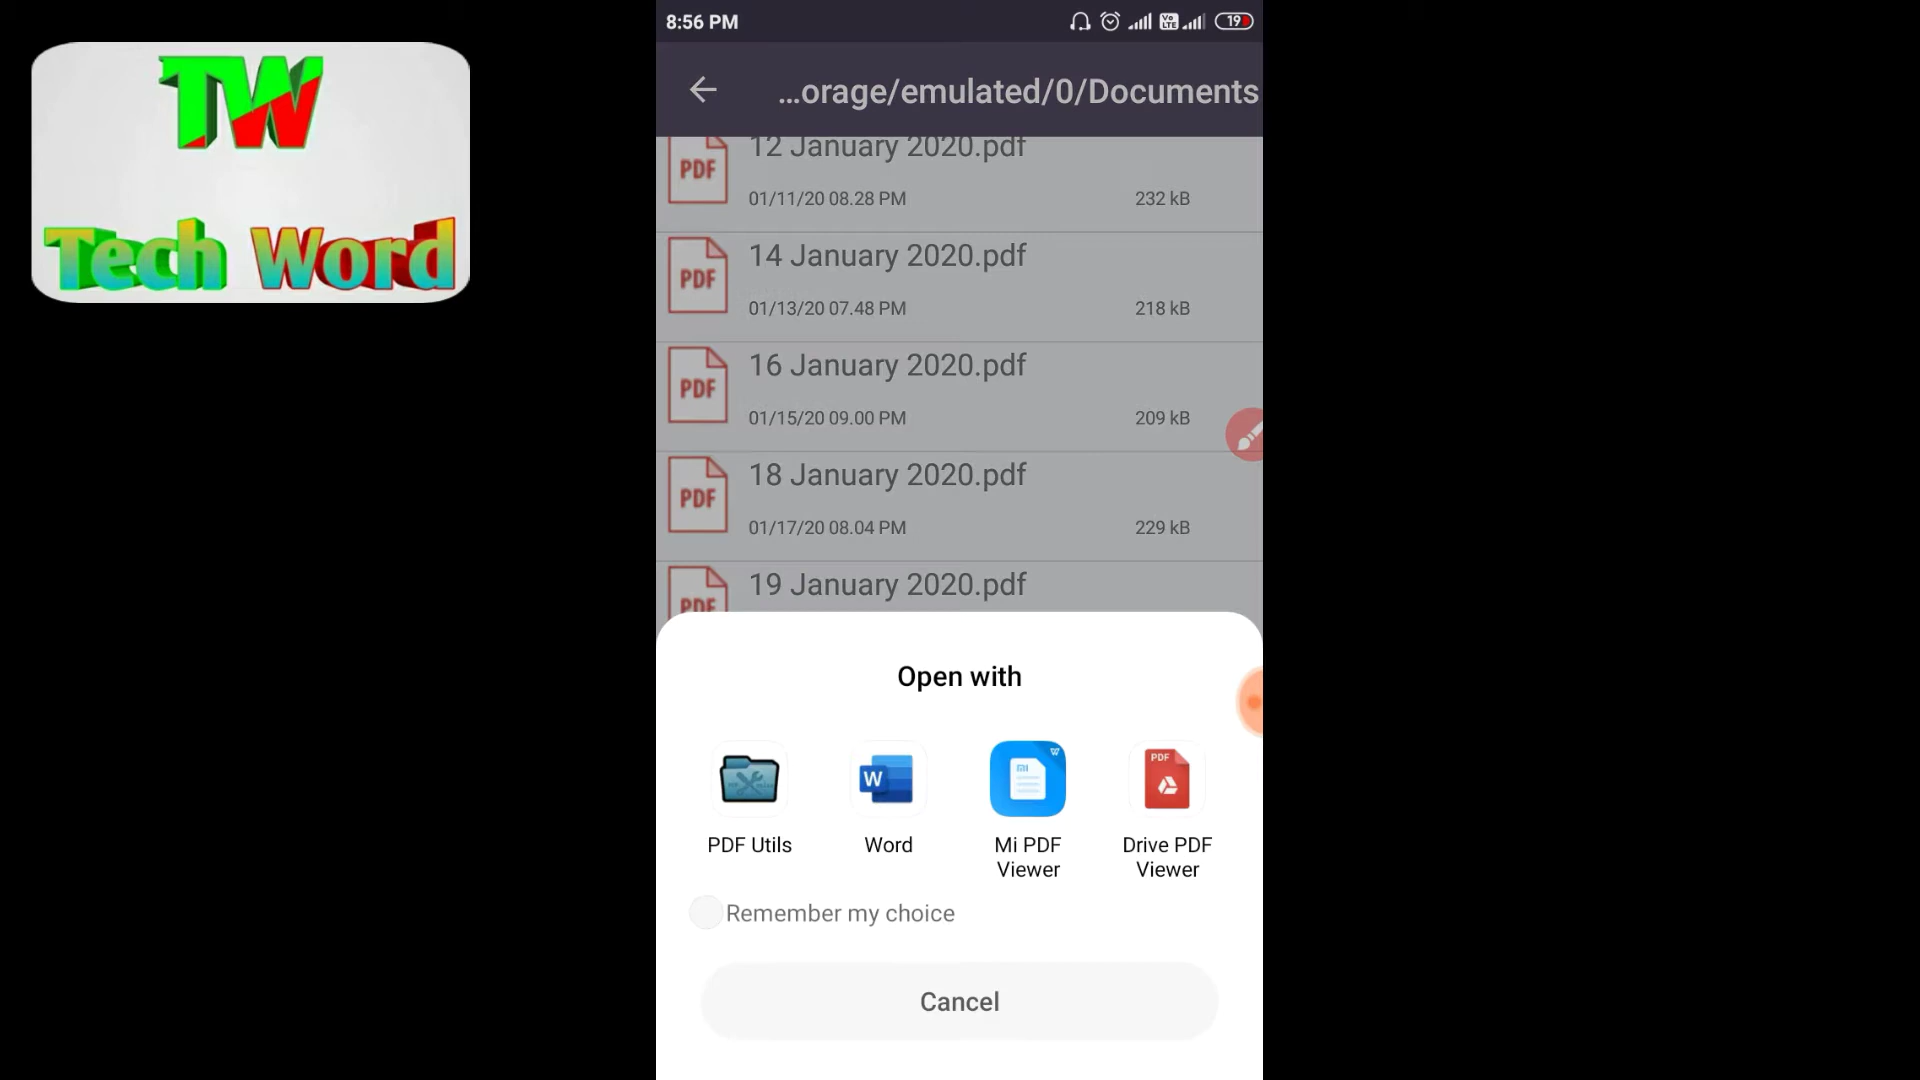 TW
Tech Word
8:56 PM
Vo LTE
19
...orage/emulated/0/Documents
PDF
12 January 2020.pdf
01/11/20 08.28 PM
232 kB
PDF
14 January 2020.pdf
01/13/20 07.48 PM
218 kB
PDF
16 January 2020.pdf
01/15/20 09.00 PM
209 kB
PDF
18 January 2020.pdf
01/17/20 08.04 PM
229 kB
PDF
19 January 2020.pdf
Open with
W
mi
W
PDF
PDF Utils
Word
Mi PDF
Viewer
Drive PDF
Viewer
Remember my choice
Cancel